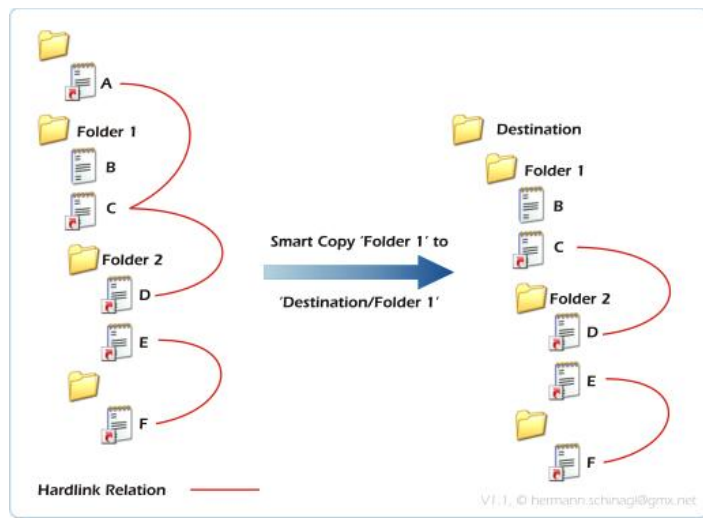 A
Folder 1
B
C
Folder 2
D
E
F
Hardlink Relation
Smart Copy 'Folder 1' to
'Destination/Folder 1'
Destination
Folder 1
B
C
Folder 2
D
E
F
V1.1, © hermann.schinagl@gmx.net